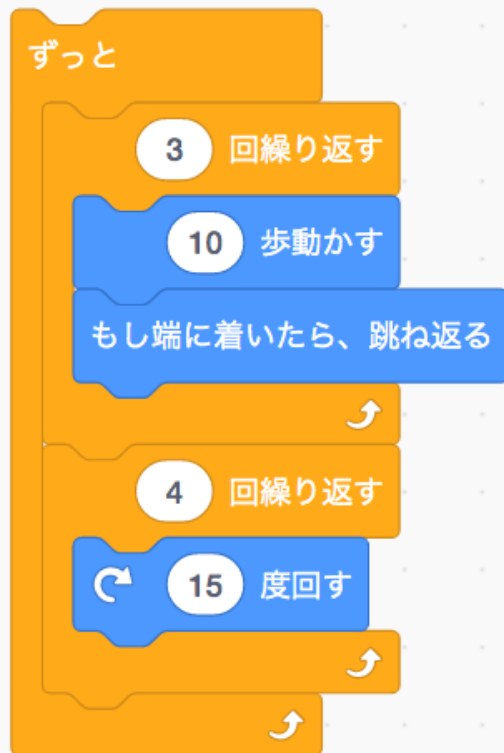 ずっと
3 回繰り返す
10 歩動かす
もし端に着いたら、跳ね返る
4 回繰り返す
15 度回す